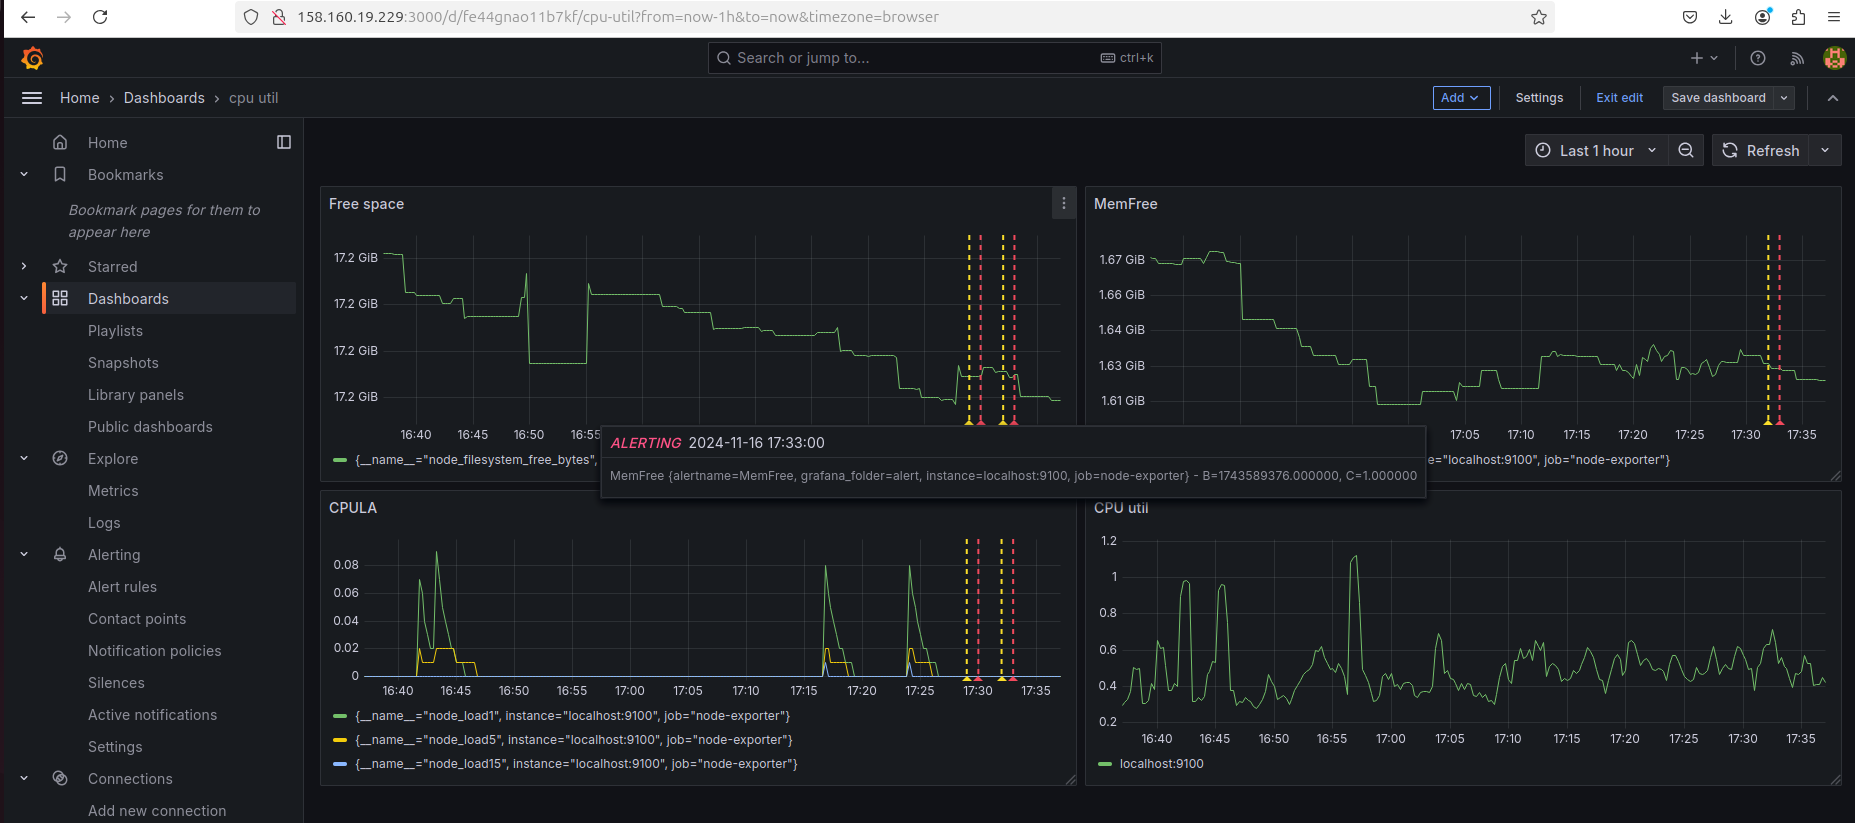 158.160.19.229:3000/d/fe44gnao11b7kf/cpu-util?from=now-1h&to=now&timezone=browser
Search or jump to...
ctrl+k
Home › Dashboards › cpu util
Add
Settings
Exit edit
Save dashboard
Home
Bookmarks
Bookmark pages for them to
appear here
Starred
Dashboards
Playlists
Snapshots
Library panels
Public dashboards
Explore
Metrics
Logs
Alerting
Alert rules
Contact points
Notification policies
Silences
Active notifications
Settings
Connections
Add new connection
Last 1 hour
Refresh
Free space
17.2 GiB
17.2 GiB
17.2 GiB
17.2 GiB
16:40 16:45 16:50 16:55
{__name__="node_filesystem_free_bytes",
MemFree
1.67 GiB
1.66 GiB
1.64 GiB
1.63 GiB
1.61 GiB
17:05 17:10 17:15 17:20 17:25 17:30 17:35
e="localhost:9100", job="node-exporter"}
ALERTING 2024-11-16 17:33:00
MemFree {alertname=MemFree, grafana_folder=alert, instance=localhost:9100, job=node-exporter} - B=1743589376.000000, C=1.000000
CPULA
0.08
0.06
0.04
0.02
0
16:40 16:45 16:50 16:55 17:00 17:05 17:10 17:15 17:20 17:25 17:30 17:35
{__name__="node_load1", instance="localhost:9100", job="node-exporter"}
{__name__="node_load5", instance="localhost:9100", job="node-exporter"}
{__name__="node_load15", instance="localhost:9100", job="node-exporter"}
CPU util
1.2
1
0.8
0.6
0.4
0.2
16:40 16:45 16:50 16:55 17:00 17:05 17:10 17:15 17:20 17:25 17:30 17:35
localhost:9100